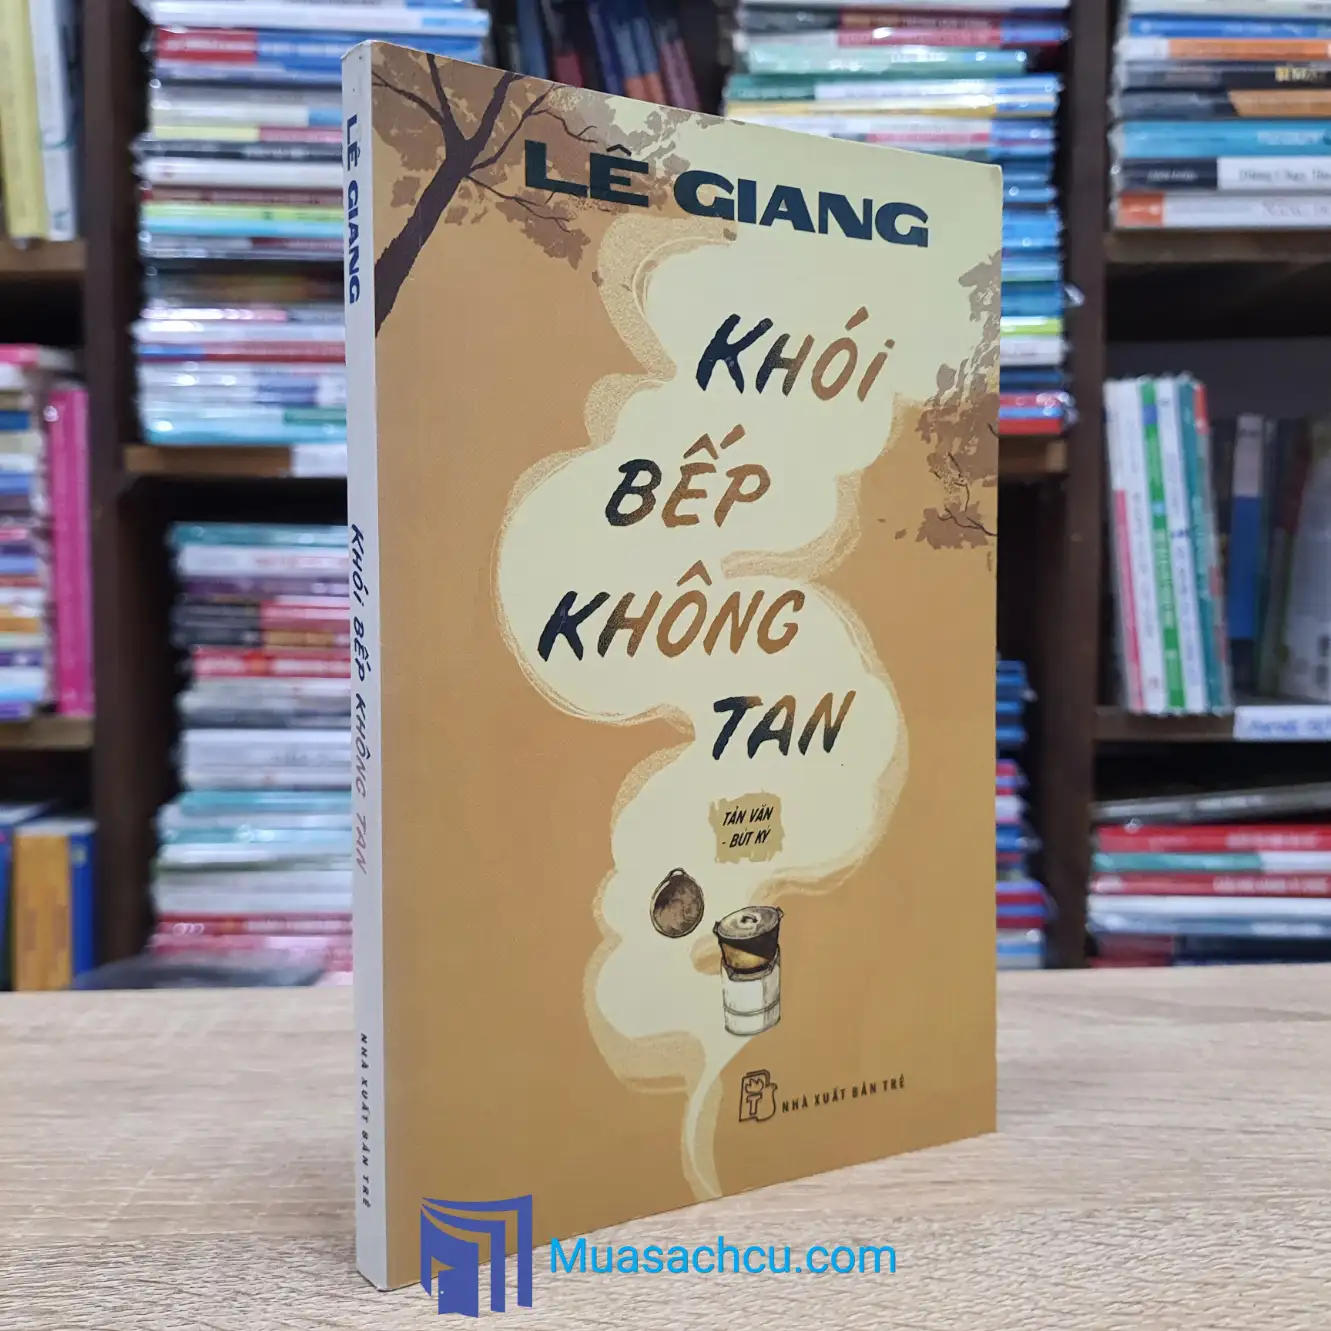 LÊ GIANG
KHÓI
BẾP
KHÔNG
TAN
TẢN VĂN
- BÚT KÝ
NHÀ XUẤT BẢN TRẺ
LÊ GIANG
KHÓI BẾP KHÔNG TAN
NHÀ XUẤT BẢN TRẺ
Muasachcu.com